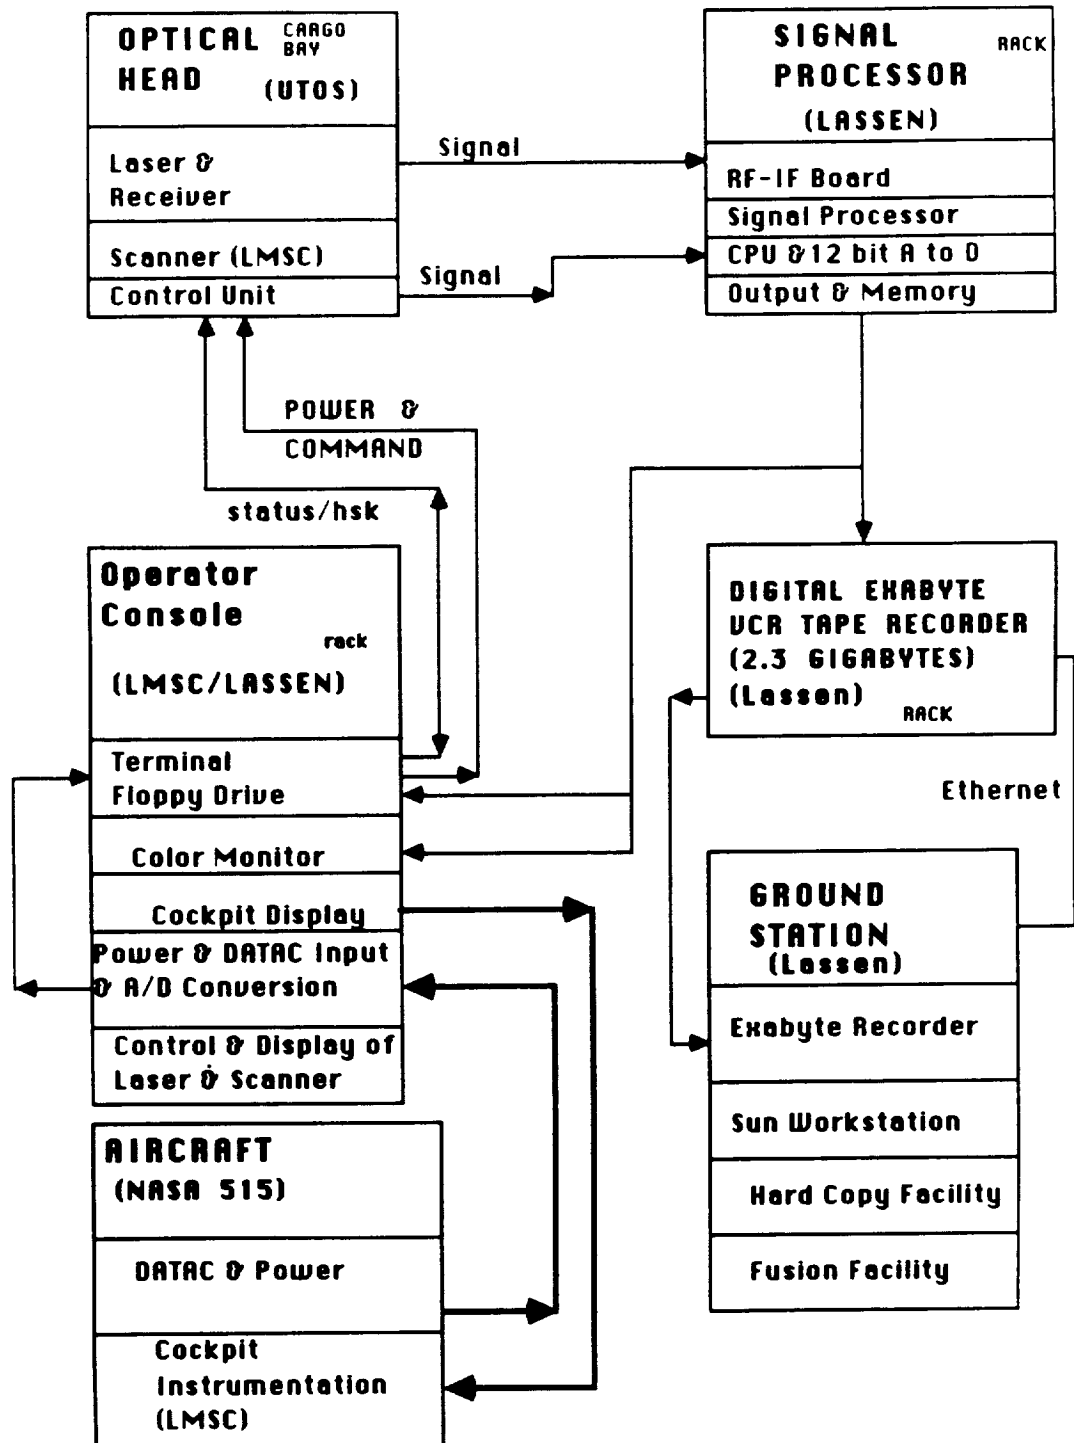 OPTICAL CARGO
BAY
HEAD (UTOS)
Laser &
Receiver
Scanner (LMSC)
Control Unit
Signal
Signal
SIGNAL RACK
PROCESSOR
(LASSEN)
RF-IF Board
Signal Processor
CPU &12 bit A to D
Output & Memory
POWER &
COMMAND
status/hsk
Operator
Console
rack
(LMSC/LASSEN)
Terminal
Floppy Drive
Color Monitor
Cockpit Display
Power & DATAC Input
& A/D Conversion
Control & Display of
Laser & Scanner
DIGITAL EXABYTE
VCR TAPE RECORDER
(2.3 GIGABYTES)
(Lassen)
RACK
Ethernet
GROUND
STATION
(Lassen)
Exabyte Recorder
Sun Workstation
Hard Copy Facility
Fusion Facility
AIRCRAFT
(NASA 515)
DATAC & Power
Cockpit
Instrumentation
(LMSC)